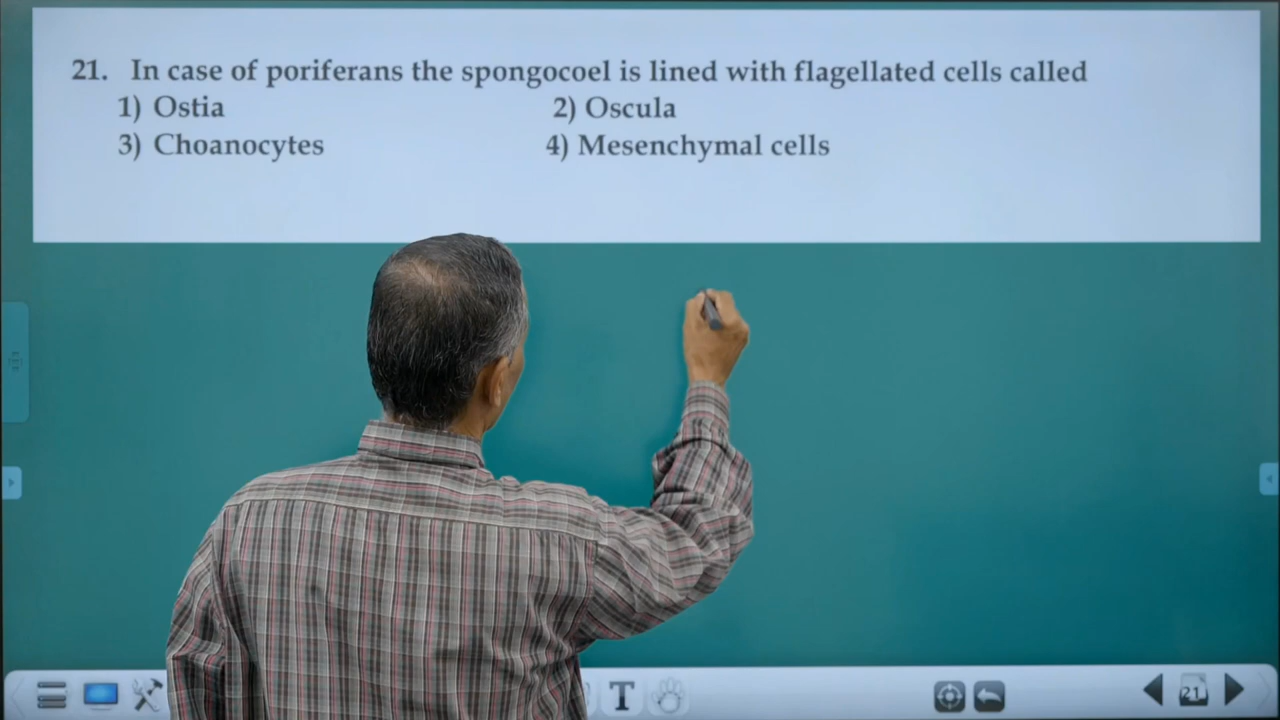 21. In case of poriferans the spongocoel is lined with flagellated cells called
1) Ostia 2) Oscula
3) Choanocytes 4) Mesenchymal cells
T 21